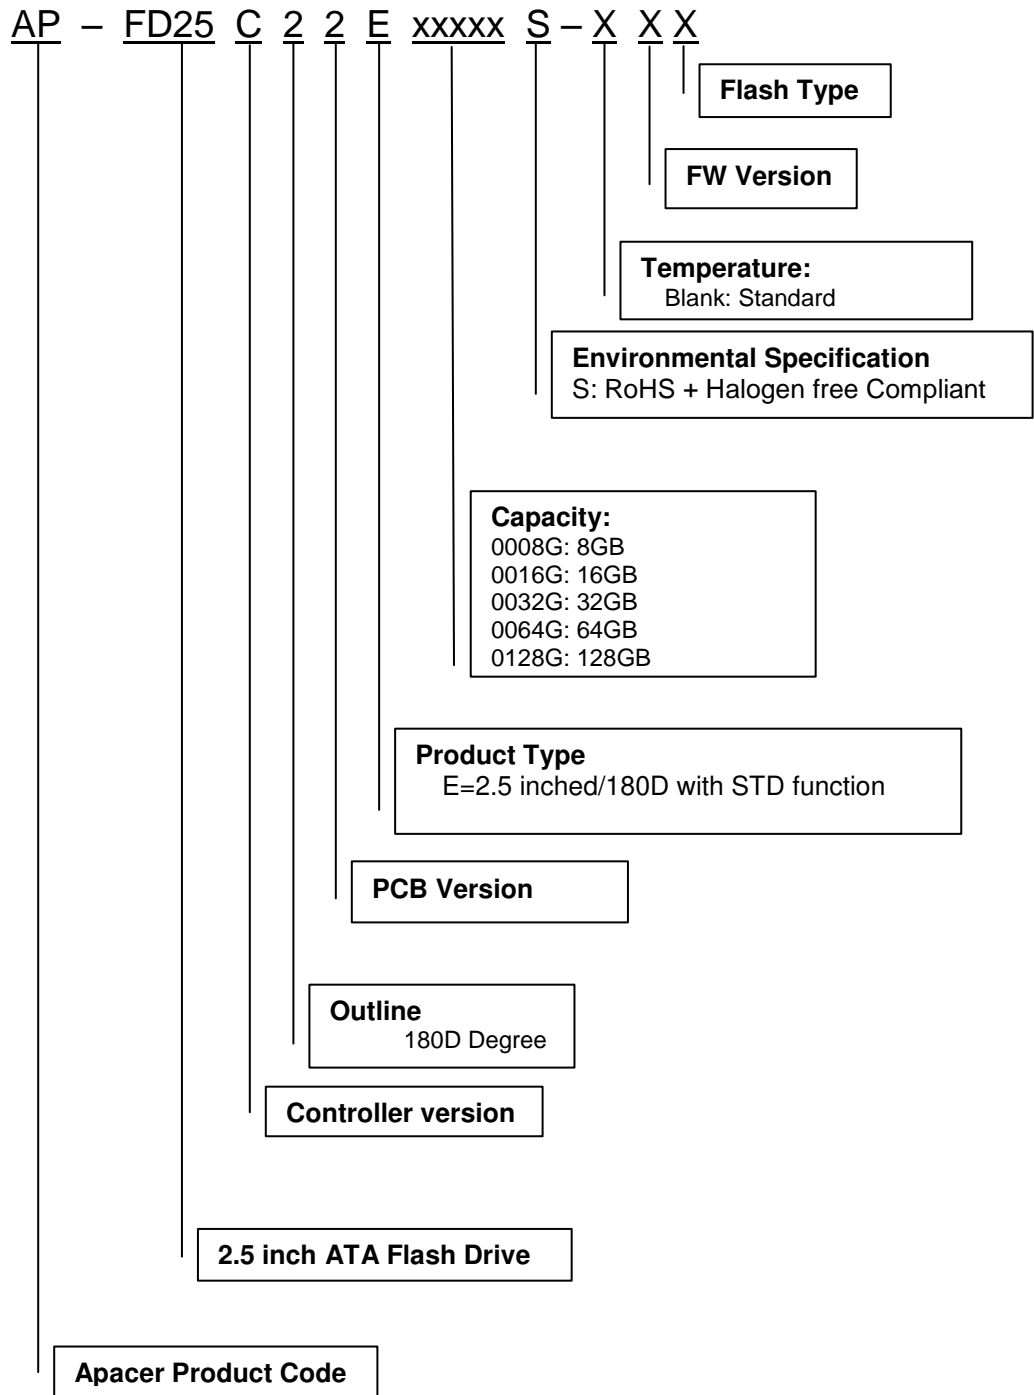 AP – FD25 C 2 2 E xxxxx S – X X X
Flash Type
FW Version
Temperature:
Blank: Standard
Environmental Specification
S: RoHS + Halogen free Compliant
Capacity:
0008G: 8GB
0016G: 16GB
0032G: 32GB
0064G: 64GB
0128G: 128GB
Product Type
E=2.5 inched/180D with STD function
PCB Version
Outline
180D Degree
Controller version
2.5 inch ATA Flash Drive
Apacer Product Code